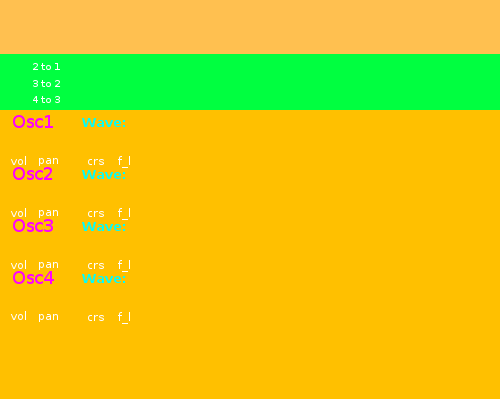 2 to 1
3 to 2
4 to 3
Osc1 Wave:
vol pan crs f_l
Osc2 Wave:
vol pan crs f_l
Osc3 Wave:
vol pan crs f_l
Osc4 Wave:
vol pan crs f_l